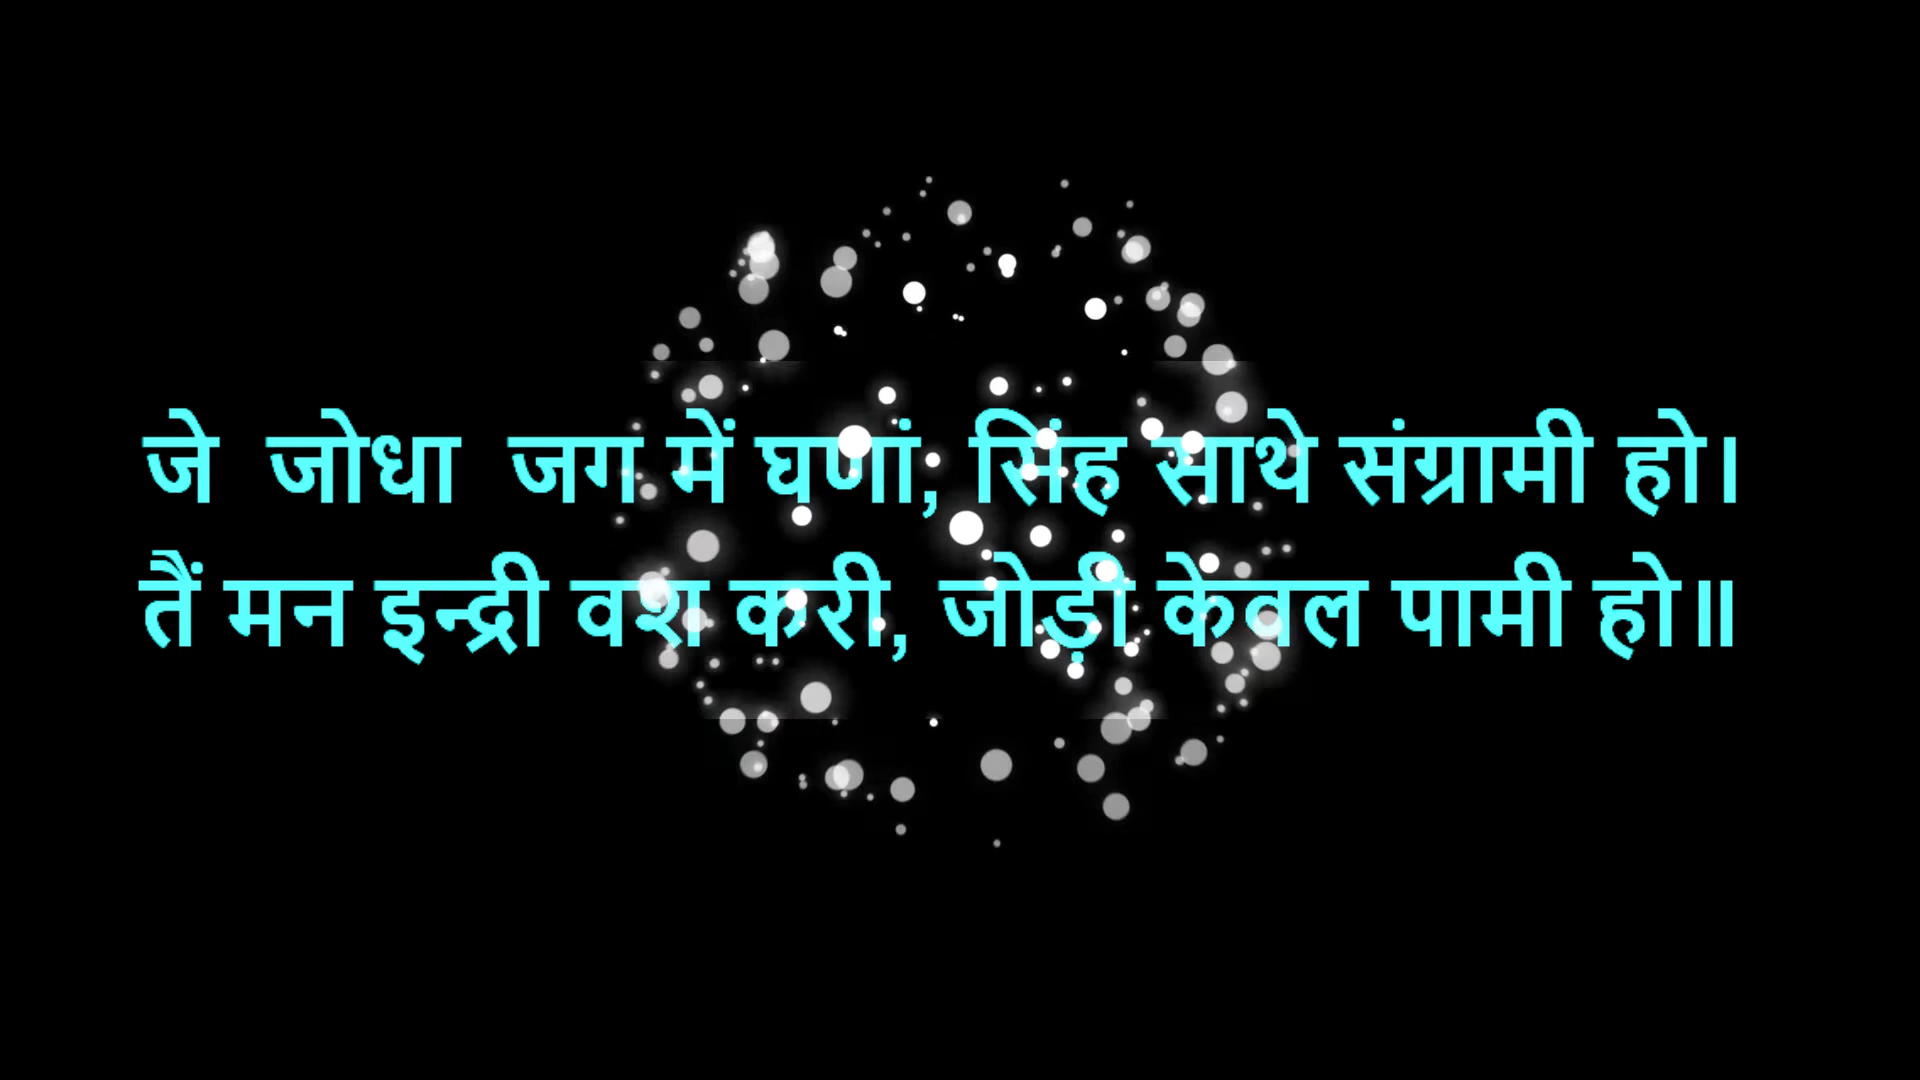 जे जोधा जग में घणां, सिंह साथे संग्रामी हो।
तैं मन इन्द्री वश करी, जोड़ी केवल पामी हो॥